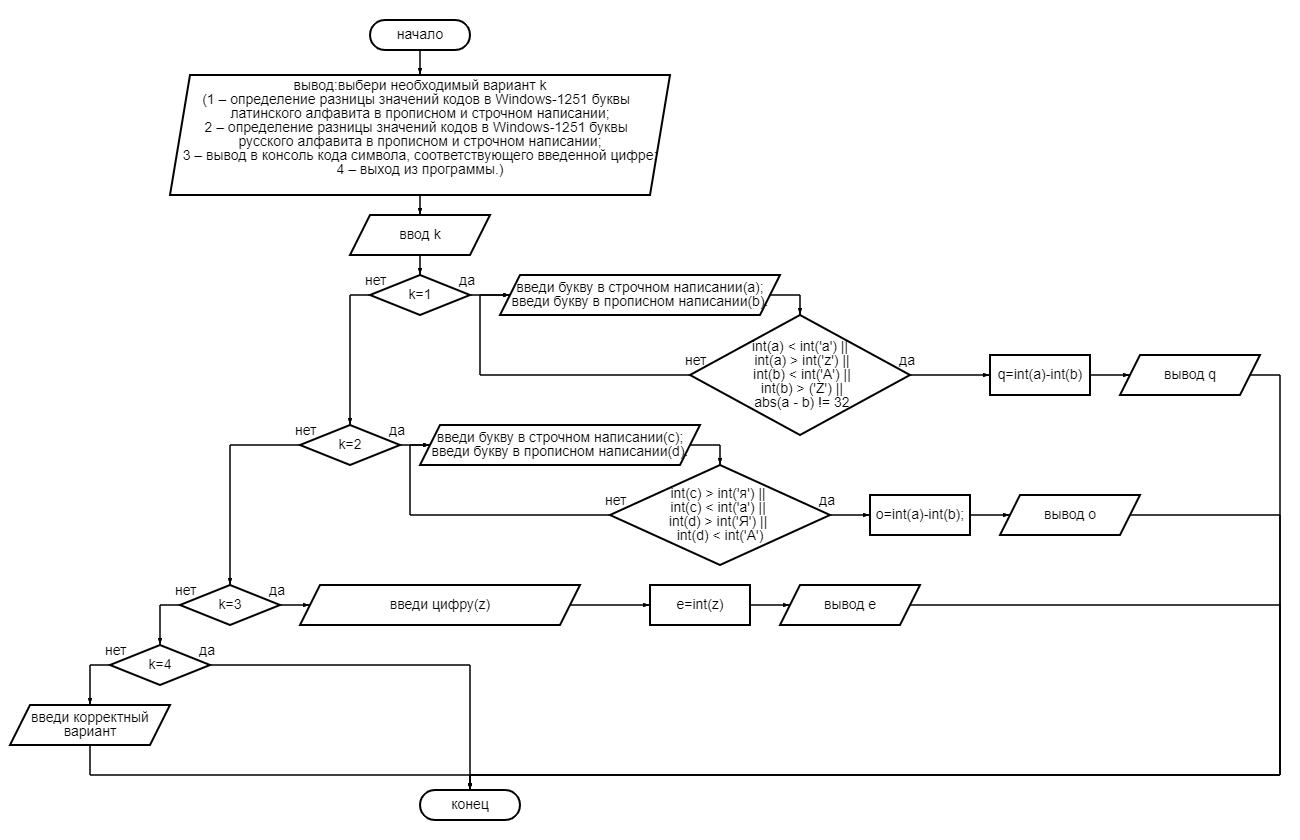 начало
вывод:выбери необходимый вариант k
(1 – определение разницы значений кодов в Windows-1251 буквы
латинского алфавита в прописном и строчном написании;
2 – определение разницы значений кодов в Windows-1251 буквы
русского алфавита в прописном и строчном написании;
3 – вывод в консоль кода символа, соответствующего введенной цифре;
4 – выход из программы.)
ввод k
нет
да
k=1
введи букву в строчном написании(a);
введи букву в прописном написании(b).
нет
да
int(a) < int('a') ||
int(a) > int('z') ||
int(b) < int('A') ||
int(b) > ('Z') ||
abs(a - b) != 32
q=int(a)-int(b)
вывод q
нет
да
k=2
введи букву в строчном написании(c);
введи букву в прописном написании(d).
нет
да
int(c) > int('я') ||
int(c) < int('а') ||
int(d) > int('Я') ||
int(d) < int('А')
o=int(a)-int(b);
вывод o
нет
да
k=3
введи цифру(z)
e=int(z)
вывод e
нет
да
k=4
введи корректный
вариант
конец